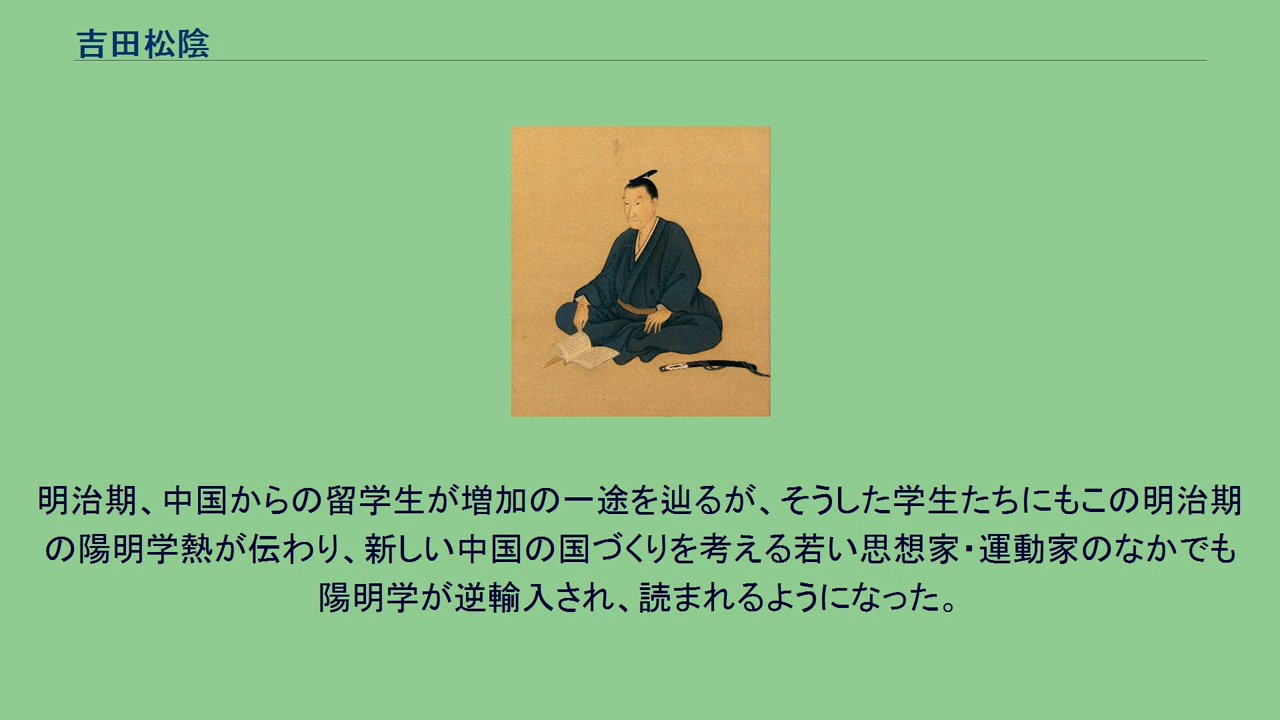 吉田松陰
明治期、中国からの留学生が増加の一途を辿るが、そうした学生たちにもこの明治期
の陽明学熱が伝わり、新しい中国の国づくりを考える若い思想家・運動家のなかでも
陽明学が逆輸入され、読まれるようになった。